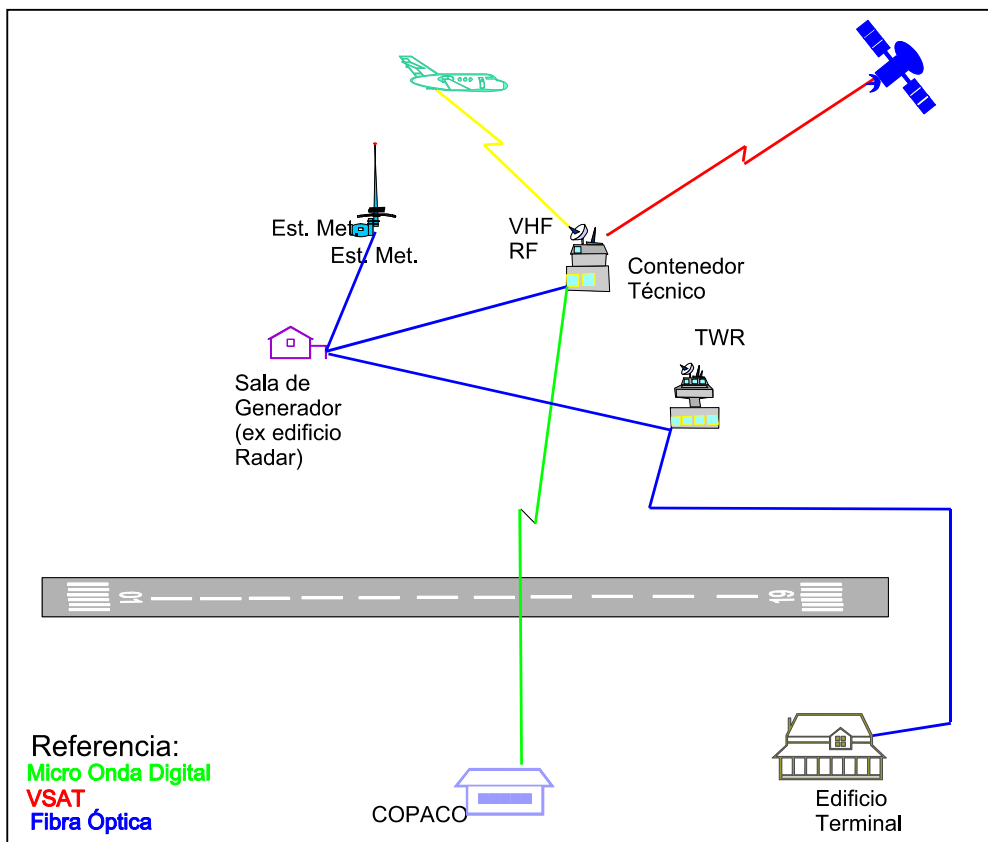 Est. Met.
Est. Met.
VHF
RF
Contenedor
Técnico
TWR
Sala de
Generador
(ex edificio
Radar)
01
19
Referencia:
Micro Onda Digital
VSAT
Fibra Óptica
COPACO
Edificio
Terminal